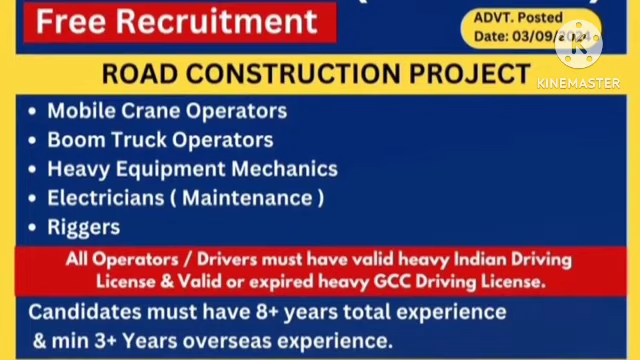 Free Recruitment
ADVT. Posted
Date: 03/09/2024
KINEMASTER
ROAD CONSTRUCTION PROJECT
• Mobile Crane Operators
• Boom Truck Operators
• Heavy Equipment Mechanics
• Electricians ( Maintenance )
• Riggers
All Operators / Drivers must have valid heavy Indian Driving
License & Valid or expired heavy GCC Driving License.
Candidates must have 8+ years total experience
& min 3+ Years overseas experience.